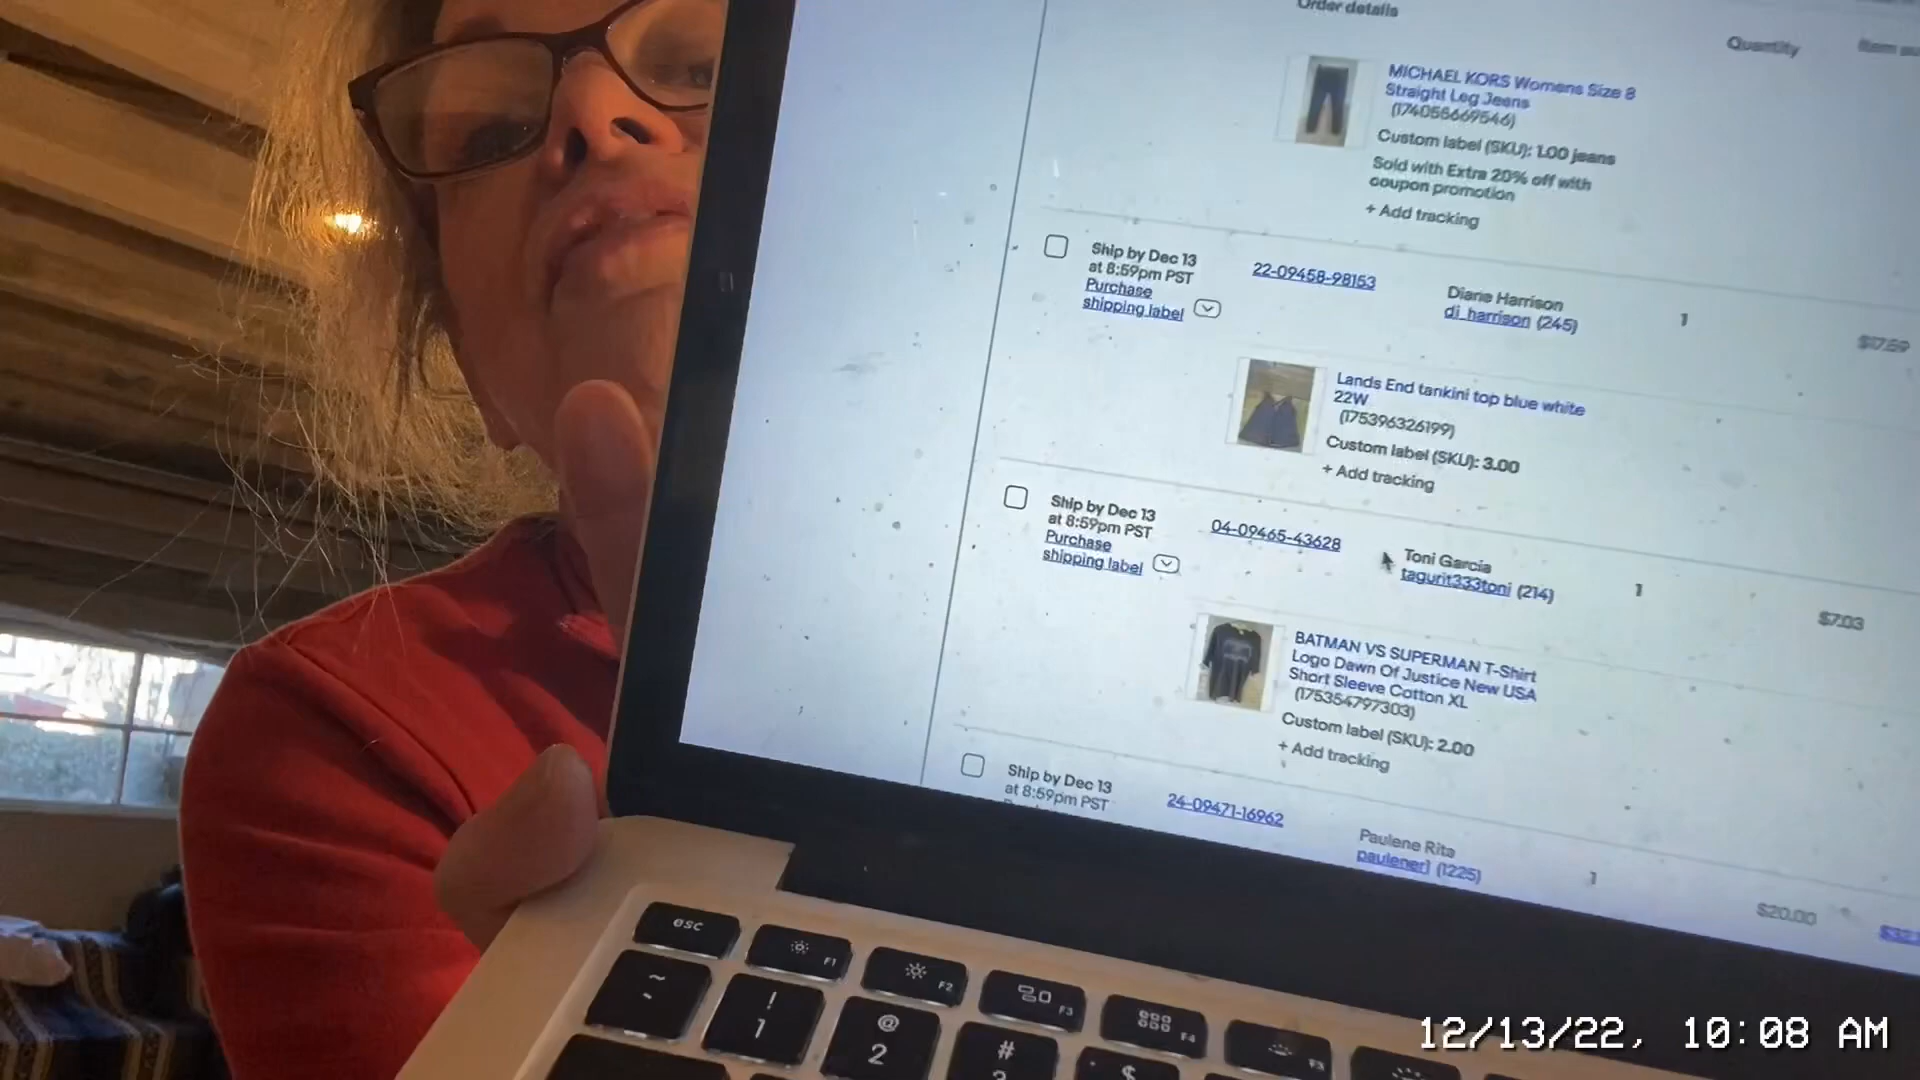 Order details
Quantity
MICHAEL KORS Womens Size 8
Straight Leg Jeans
(174055669546)
Custom label (SKU): 1.00 jeans
Sold with Extra 20% off with
coupon promotion
+ Add tracking
Ship by Dec 13
at 8:59pm PST
Purchase
shipping label
22-09458-98153
Diane Harrison
di_harrison (245)
1
$17.59
Lands End tankini top blue white
22W
(175396326199)
Custom label (SKU): 3.00
+ Add tracking
Ship by Dec 13
at 8:59pm PST
Purchase
shipping label
04-09465-43628
Toni Garcia
tagurit333toni (214)
1
$7.03
BATMAN VS SUPERMAN T-Shirt
Logo Dawn Of Justice New USA
Short Sleeve Cotton XL
(175354797303)
Custom label (SKU): 2.00
+ Add tracking
Ship by Dec 13
at 8:59pm PST
24-09471-16962
Paulene Rita
paulener1 (1225)
1
$20.00
esc
F1
F2
F3
F4
F5
~
!
1
@
2
#
3
$
12/13/22, 10:08 AM